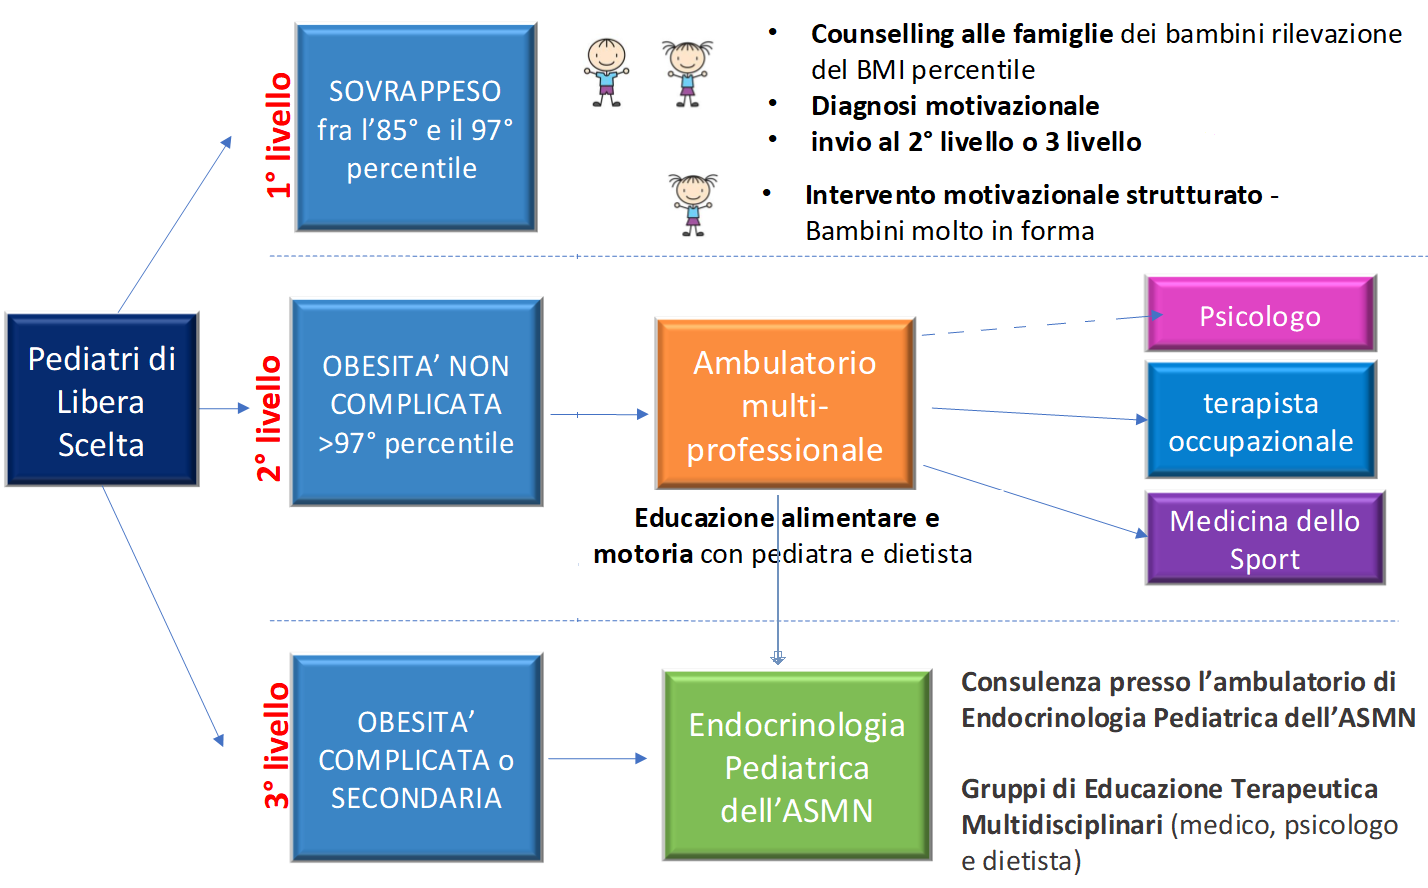 1° livello
SOVRAPPESO
fra l’85° e il 97°
percentile
• Counselling alle famiglie dei bambini rilevazione
del BMI percentile
• Diagnosi motivazionale
• invio al 2° livello o 3 livello
• Intervento motivazionale strutturato -
Bambini molto in forma
Pediatri di
Libera
Scelta
2° livello
OBESITA’ NON
COMPLICATA
>97° percentile
Ambulatorio
multi-
professionale
Psicologo
terapista
occupazionale
Medicina dello
Sport
Educazione alimentare e
motoria con pediatra e dietista
3° livello
OBESITA’
COMPLICATA o
SECONDARIA
Endocrinologia
Pediatrica
dell’ASMN
Consulenza presso l’ambulatorio di
Endocrinologia Pediatrica dell’ASMN
Gruppi di Educazione Terapeutica
Multidisciplinari (medico, psicologo
e dietista)